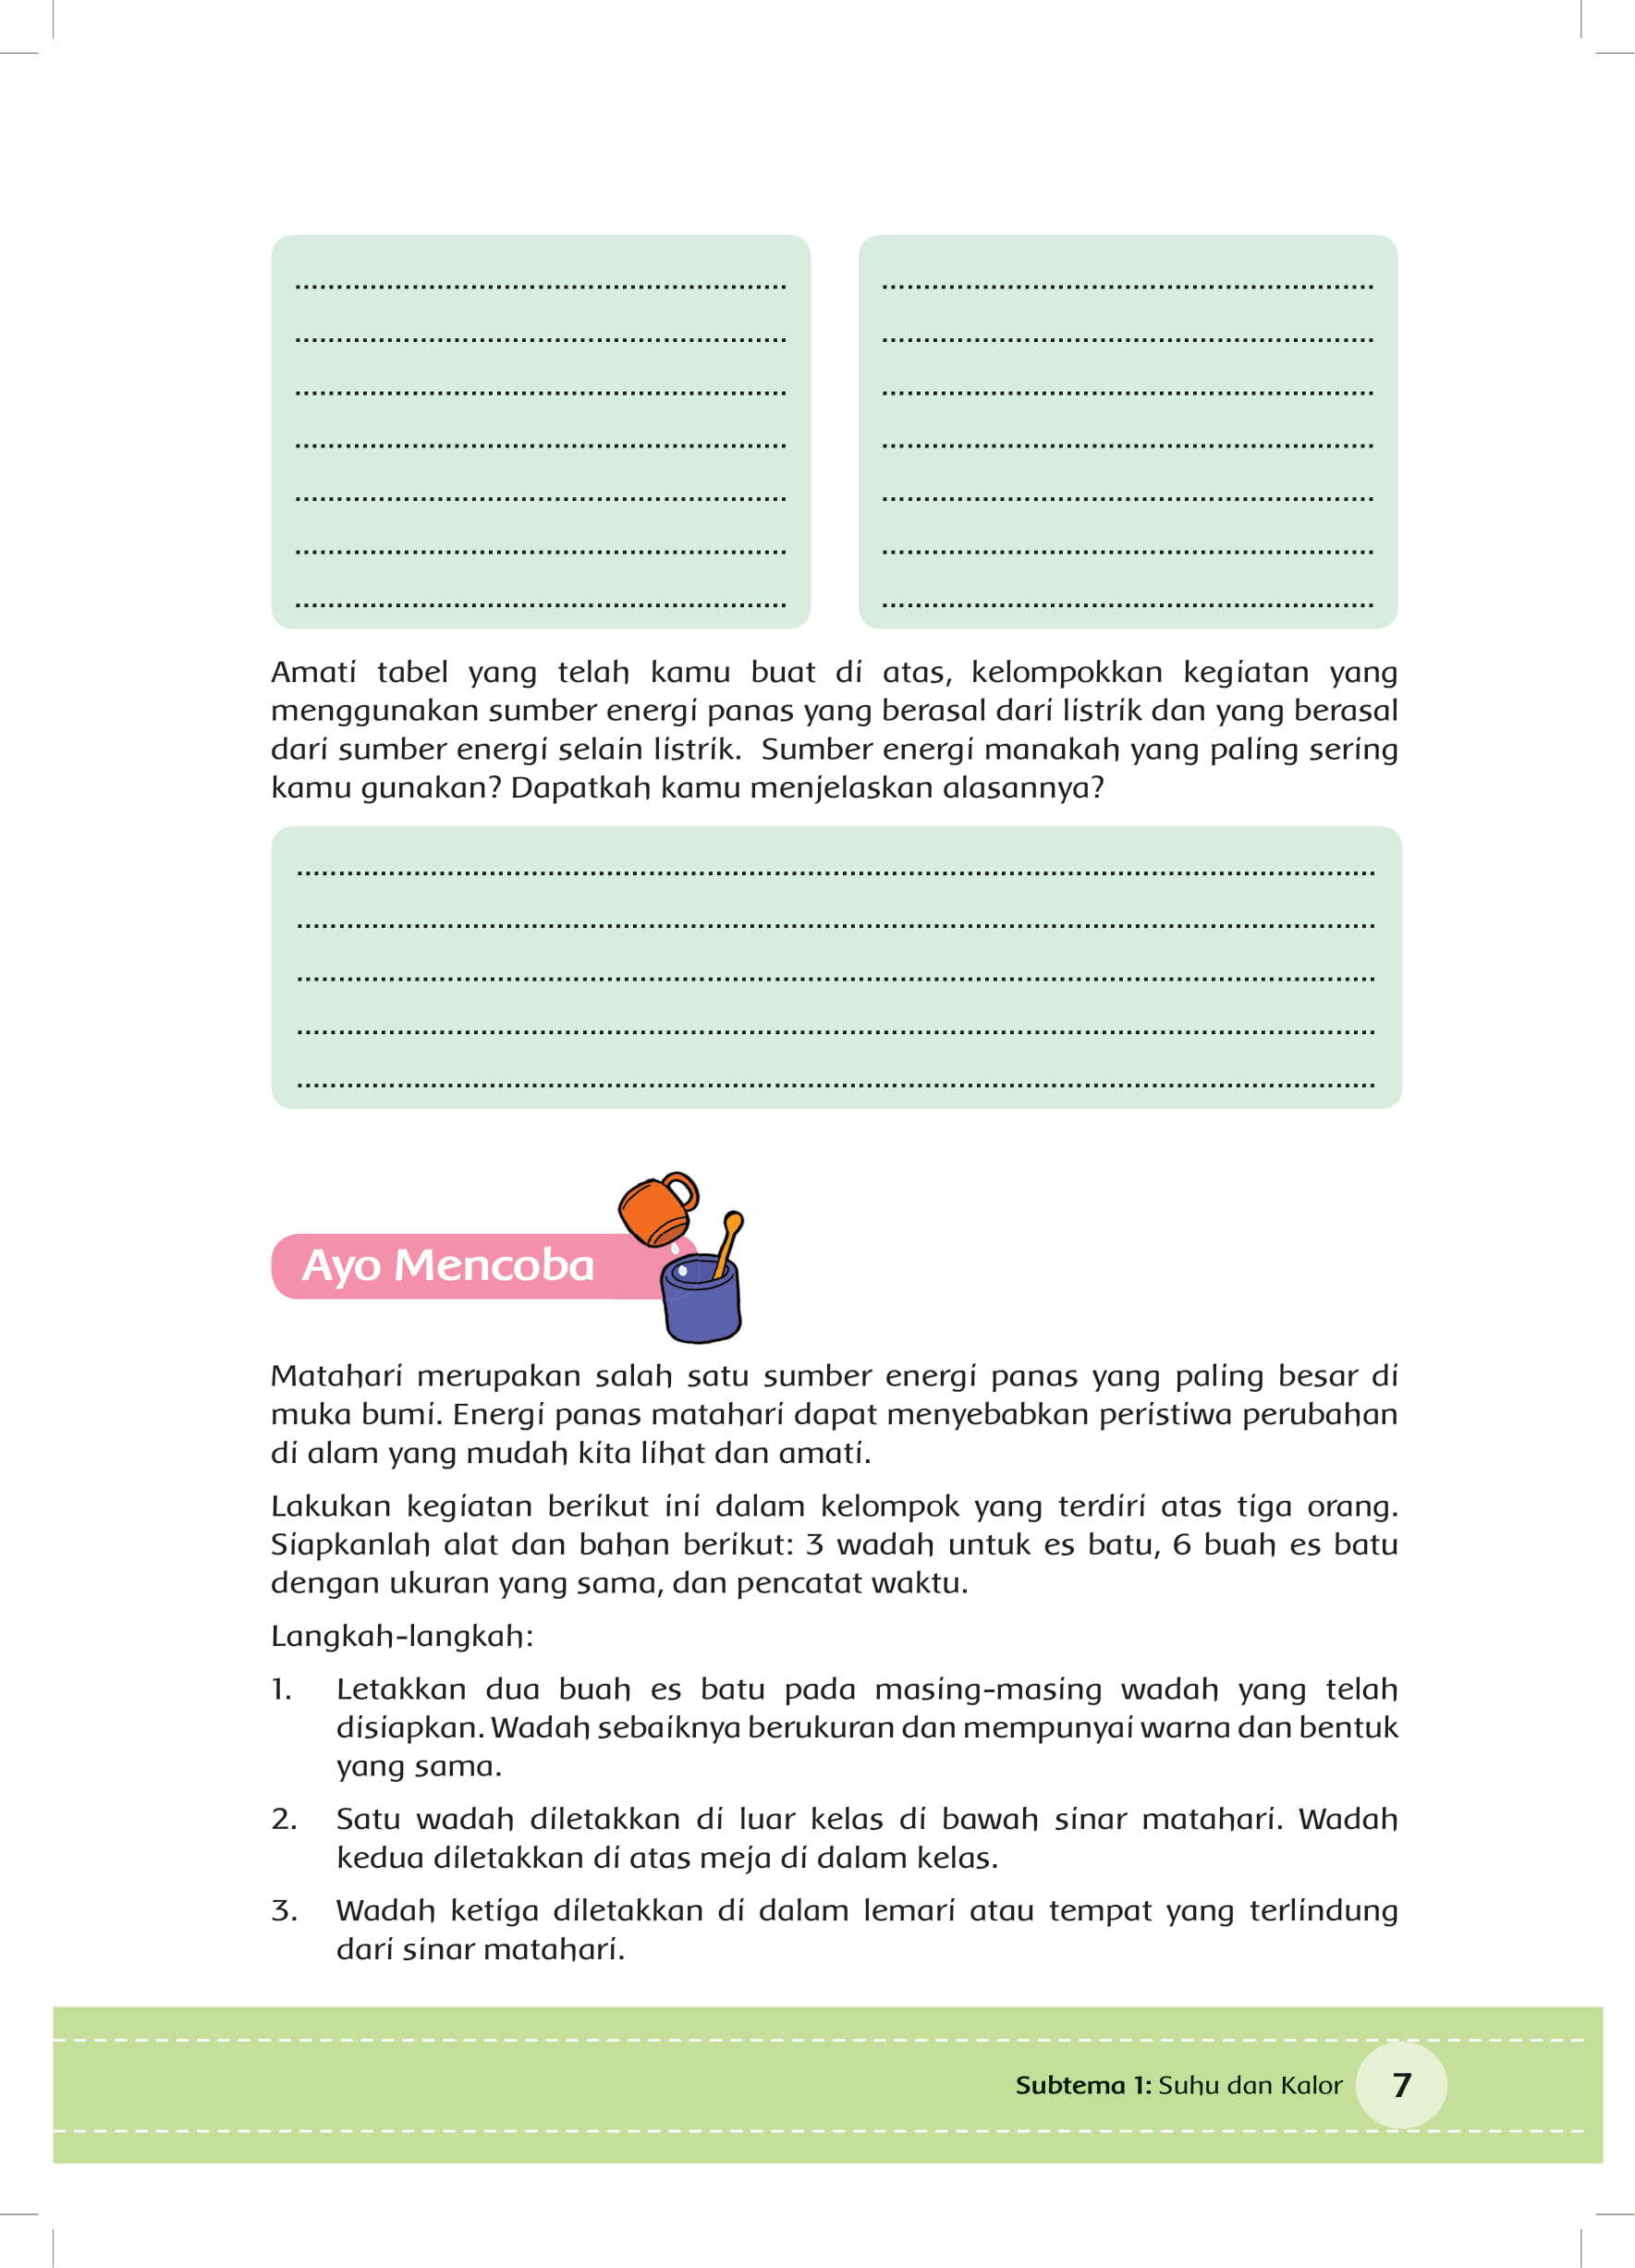 Amati tabel yang telah kamu buat di atas, kelompokkan kegiatan yang
menggunakan sumber energi panas yang berasal dari listrik dan yang berasal
dari sumber energi selain listrik. Sumber energi manakah yang paling sering
kamu gunakan? Dapatkah kamu menjelaskan alasannya?
Ayo Mencoba
Matahari merupakan salah satu sumber energi panas yang paling besar di
muka bumi. Energi panas matahari dapat menyebabkan peristiwa perubahan
di alam yang mudah kita lihat dan amati.
Lakukan kegiatan berikut ini dalam kelompok yang terdiri atas tiga orang.
Siapkanlah alat dan bahan berikut: 3 wadah untuk es batu, 6 buah es batu
dengan ukuran yang sama, dan pencatat waktu.
Langkah-langkah:
1. Letakkan dua buah es batu pada masing-masing wadah yang telah
disiapkan. Wadah sebaiknya berukuran dan mempunyai warna dan bentuk
yang sama.
2. Satu wadah diletakkan di luar kelas di bawah sinar matahari. Wadah
kedua diletakkan di atas meja di dalam kelas.
3. Wadah ketiga diletakkan di dalam lemari atau tempat yang terlindung
dari sinar matahari.
Subtema 1: Suhu dan Kalor 7